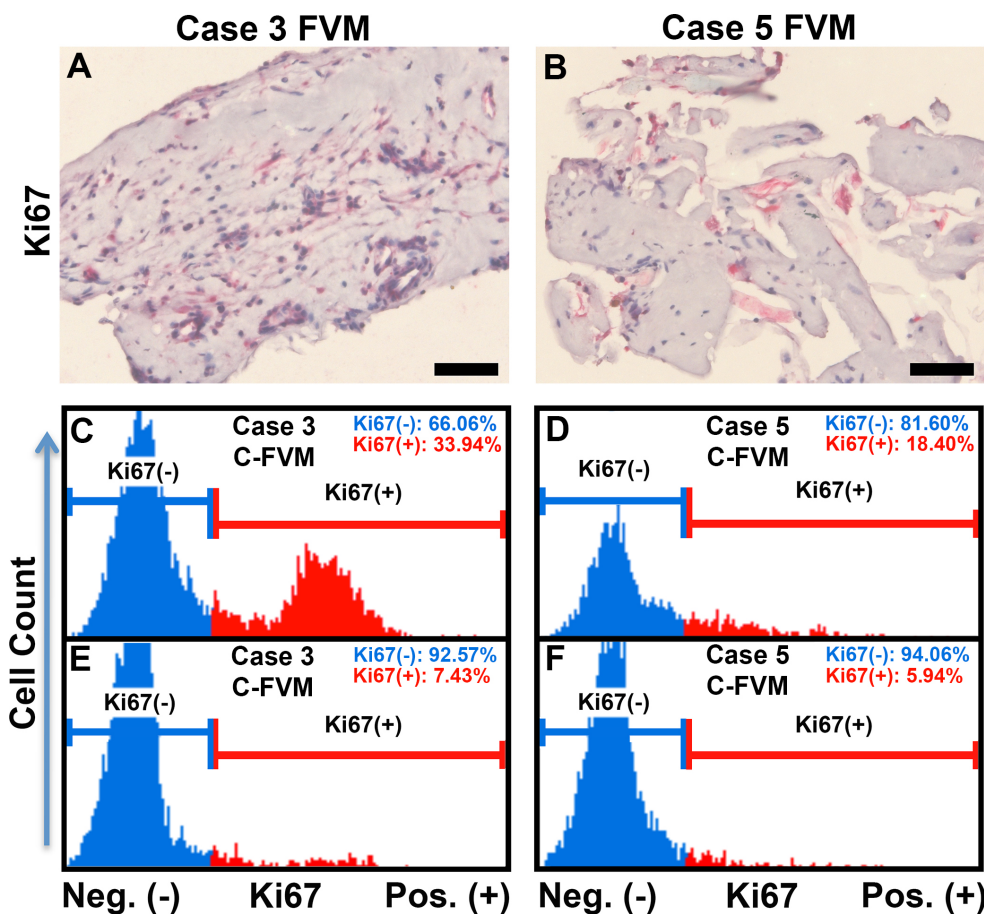 Case 3 FVM
Case 5 FVM
Ki67
A
B
C
Case 3
C-FVM
Ki67(-): 66.06%
Ki67(+): 33.94%
Ki67(-)
Ki67(+)
D
Case 5
C-FVM
Ki67(-): 81.60%
Ki67(+): 18.40%
Ki67(-)
Ki67(+)
Cell Count
E
Case 3
C-FVM
Ki67(-): 92.57%
Ki67(+): 7.43%
Ki67(-)
Ki67(+)
F
Case 5
C-FVM
Ki67(-): 94.06%
Ki67(+): 5.94%
Ki67(-)
Ki67(+)
Neg. (-) Ki67 Pos. (+)
Neg. (-) Ki67 Pos. (+)